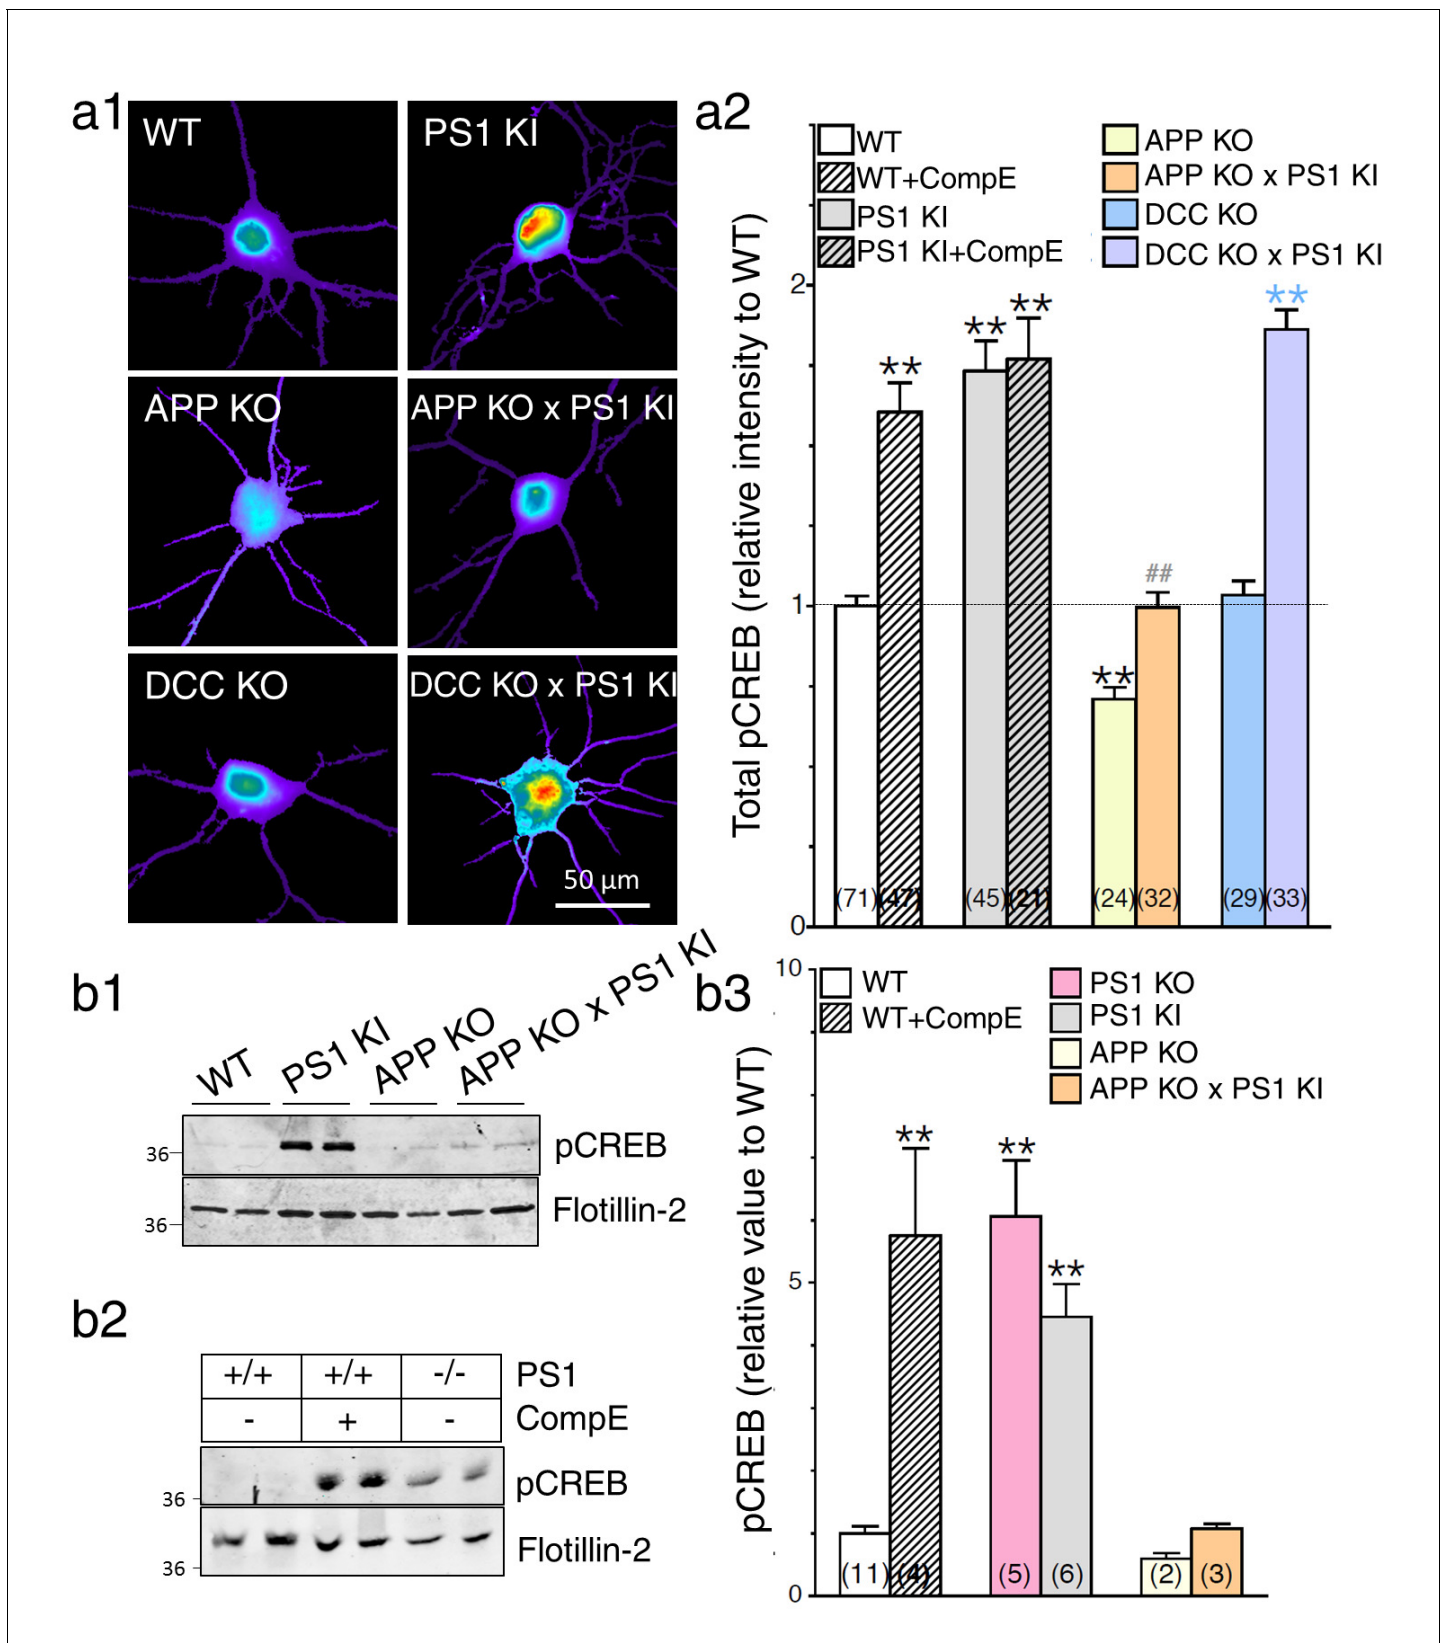 a1
WT
PS1 KI
APP KO
APP KO x PS1 KI
DCC KO
DCC KO x PS1 KI
50 µm
a2
Total pCREB (relative intensity to WT)
WT
WT+CompE
PS1 KI
PS1 KI+CompE
APP KO
APP KO x PS1 KI
DCC KO
DCC KO x PS1 KI
2
1
0
**
**
**
**
##
**
(71)
(47)
(45)
(21)
(24)
(32)
(29)
(33)
b1
WT
PS1 KI
APP KO
APP KO x PS1 KI
36
pCREB
36
Flotillin-2
b2
+/+ +/+ -/- PS1
- + - CompE
36
pCREB
36
Flotillin-2
b3
pCREB (relative value to WT)
WT
WT+CompE
PS1 KO
PS1 KI
APP KO
APP KO x PS1 KI
10
5
0
**
**
**
(11)
(4)
(5)
(6)
(2)
(3)